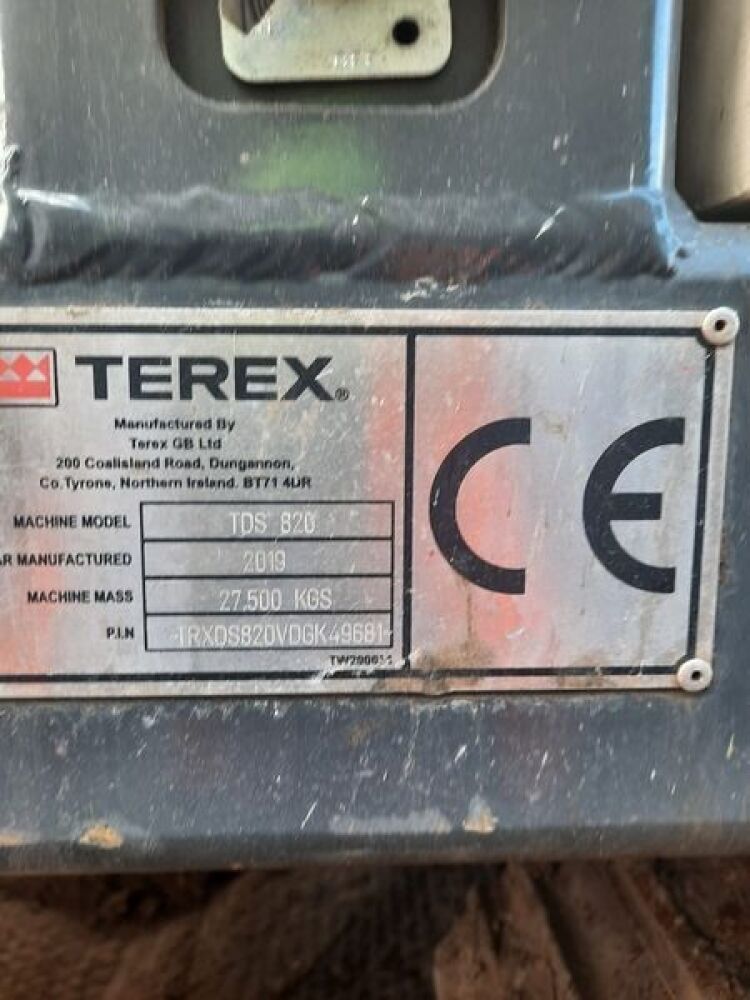 TEREX®
Manufactured By
Terex GB Ltd
200 Coalisland Road, Dungannon,
Co.Tyrone, Northern Ireland. BT71 4UR
MACHINE MODEL TDS 820
AR MANUFACTURED 2019
MACHINE MASS 27.500 KGS
P.I.N TRXDS820VDGK49681
CE